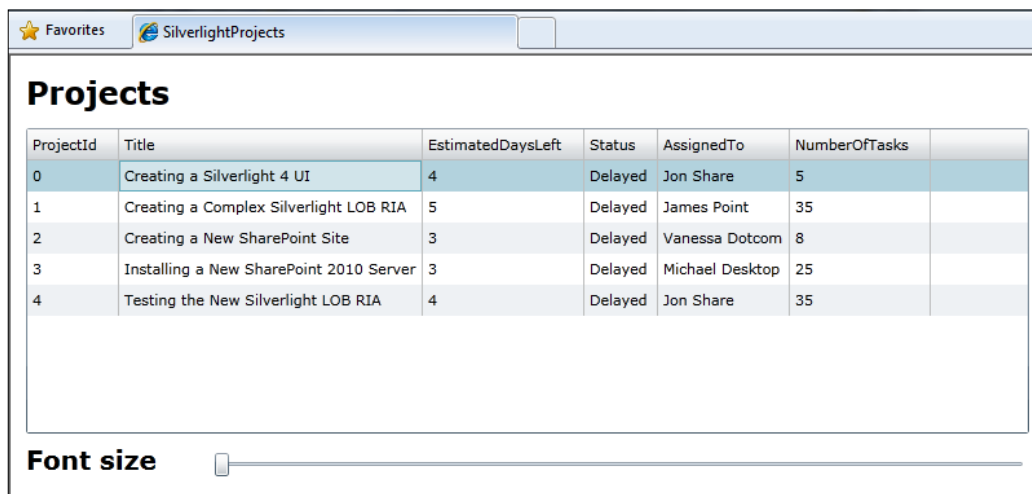 Favorites SilverlightProjects
Projects
ProjectId Title EstimatedDaysLeft Status AssignedTo NumberOfTasks
0 Creating a Silverlight 4 UI 4 Delayed Jon Share 5
1 Creating a Complex Silverlight LOB RIA 5 Delayed James Point 35
2 Creating a New SharePoint Site 3 Delayed Vanessa Dotcom 8
3 Installing a New SharePoint 2010 Server 3 Delayed Michael Desktop 25
4 Testing the New Silverlight LOB RIA 4 Delayed Jon Share 35
Font size